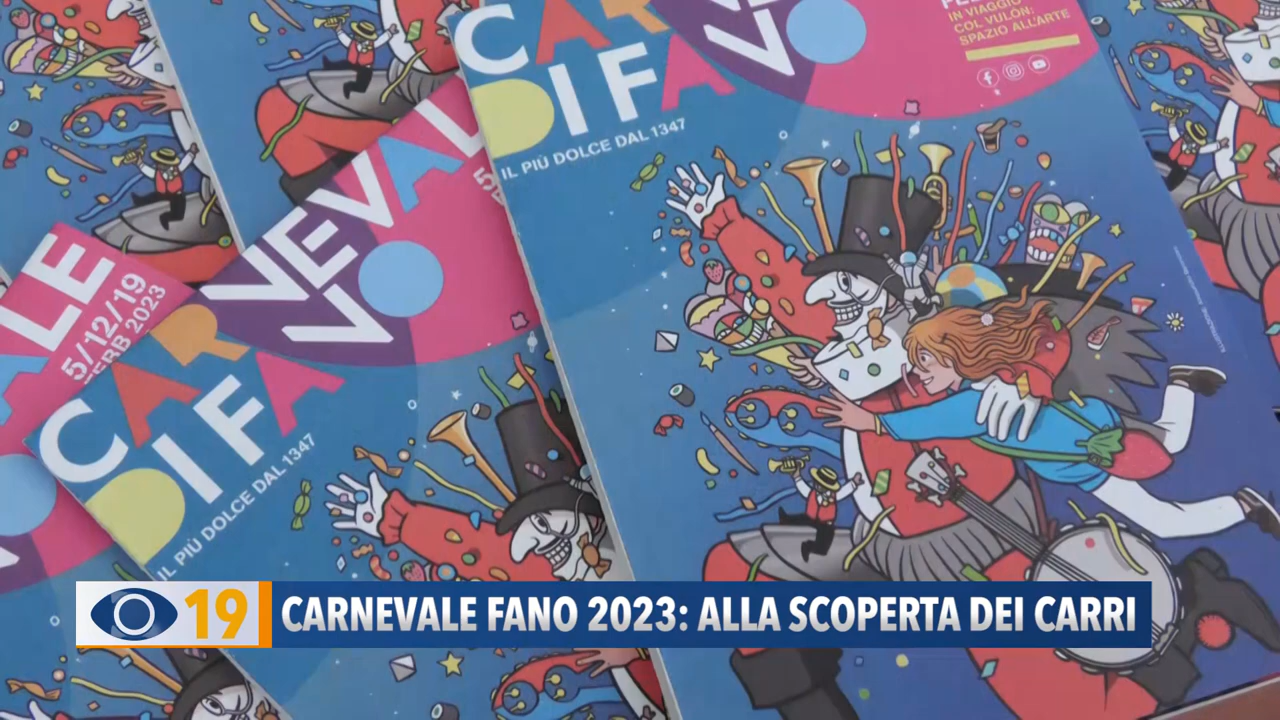 CAR
DI FA
NEVAL
VO
IL PIÙ DOLCE DAL 1347
IN VIAGGIO
COL VULÒN:
SPAZIO ALL'ARTE
ALE
5/12/19
FEBB 2023
CAR
DI FA
NEVAL
VO
IL PIÙ DOLCE DAL 1347
19
CARNEVALE FANO 2023: ALLA SCOPERTA DEI CARRI